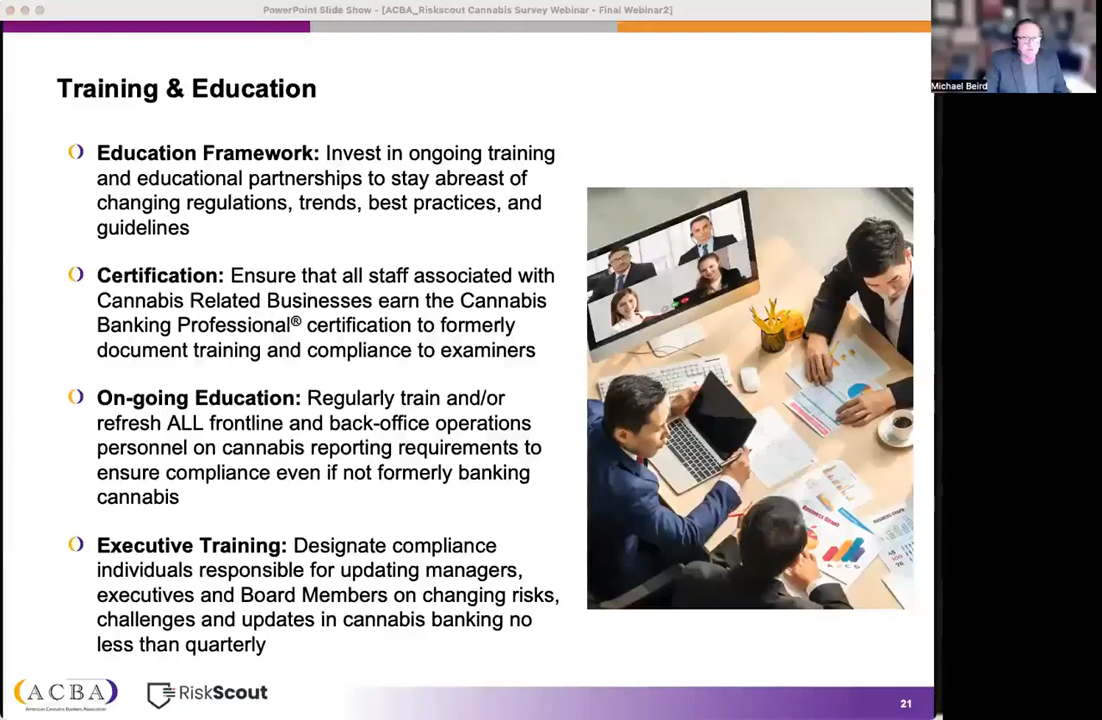 PowerPoint Slide Show - [ACBA_Riskscout Cannabis Survey Webinar - Final Webinar2]
Michael Beird
Training & Education
Education Framework: Invest in ongoing training
and educational partnerships to stay abreast of
changing regulations, trends, best practices, and
guidelines
Certification: Ensure that all staff associated with
Cannabis Related Businesses earn the Cannabis
Banking Professional® certification to formerly
document training and compliance to examiners
On-going Education: Regularly train and/or
refresh ALL frontline and back-office operations
personnel on cannabis reporting requirements to
ensure compliance even if not formerly banking
cannabis
Executive Training: Designate compliance
individuals responsible for updating managers,
executives and Board Members on changing risks,
challenges and updates in cannabis banking no
less than quarterly
ACBA
American Cannabis Bankers Association
RiskScout
21